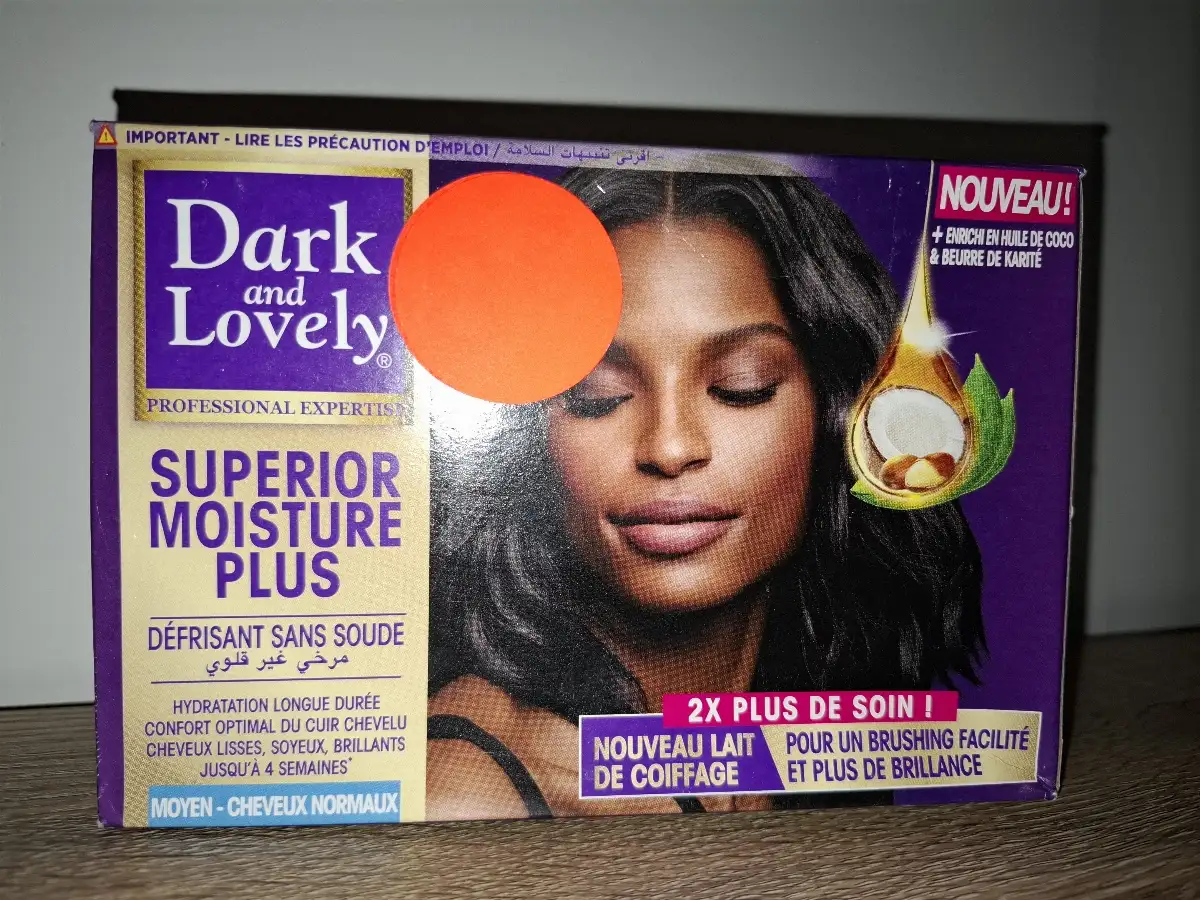 IMPORTANT - LIRE LES PRÉCAUTION D'EMPLOI / اقرئي تنبيهات السلامة
Dark
and
Lovely®
PROFESSIONAL EXPERTISE
SUPERIOR
MOISTURE
PLUS
DÉFRISANT SANS SOUDE
مرخي غير قلوي
HYDRATATION LONGUE DURÉE
CONFORT OPTIMAL DU CUIR CHEVELU
CHEVEUX LISSES, SOYEUX, BRILLANTS
JUSQU'À 4 SEMAINES*
MOYEN - CHEVEUX NORMAUX
NOUVEAU!
+ ENRICHI EN HUILE DE COCO
& BEURRE DE KARITÉ
2X PLUS DE SOIN !
NOUVEAU LAIT
DE COIFFAGE
POUR UN BRUSHING FACILITÉ
ET PLUS DE BRILLANCE